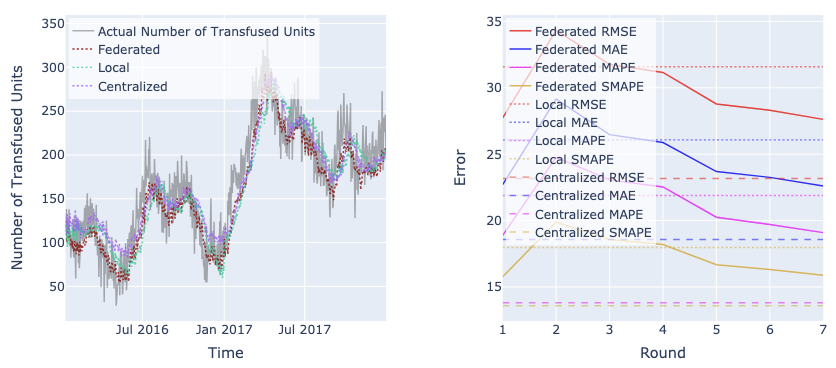 350
300
250
200
150
100
50
Number of Transfused Units
Actual Number of Transfused Units
Federated
Local
Centralized
Jul 2016
Jan 2017
Jul 2017
Time
35
30
25
20
15
Error
Federated RMSE
Federated MAE
Federated MAPE
Federated SMAPE
Local RMSE
Local MAE
Local MAPE
Local SMAPE
Centralized RMSE
Centralized MAE
Centralized MAPE
Centralized SMAPE
1
2
3
4
5
6
7
Round